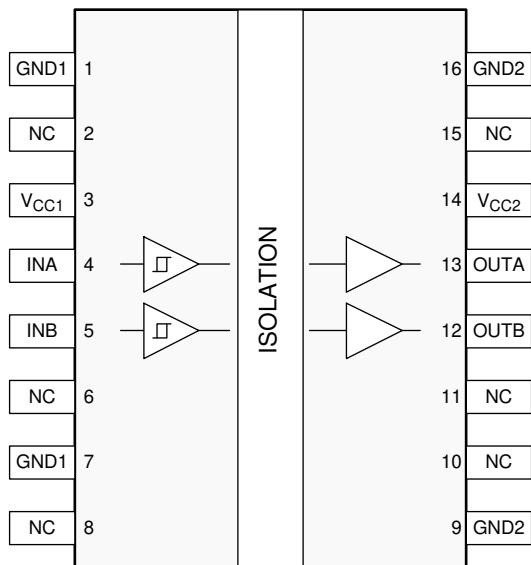 GND1 1 16 GND2
NC 2 15 NC
VCC1 3 14 VCC2
INA 4 13 OUTA
INB 5 12 OUTB
NC 6 11 NC
GND1 7 10 NC
NC 8 9 GND2
ISOLATION